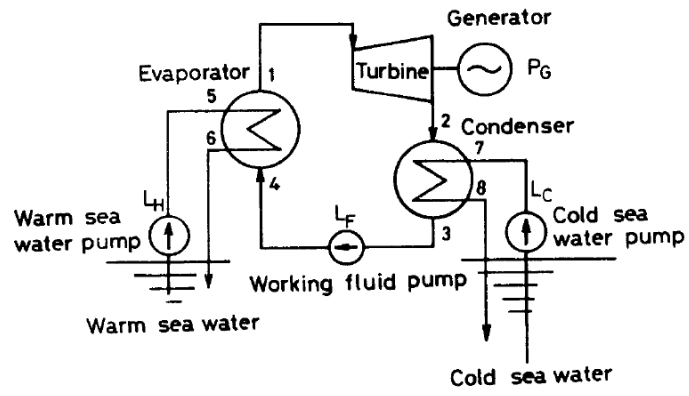 Generator
Evaporator
1
Turbine
P_G
5
2
Condenser
6
7
4
8
L_H
L_F
L_C
Warm sea
water pump
3
Cold sea
water pump
Working fluid pump
Warm sea water
Cold sea water